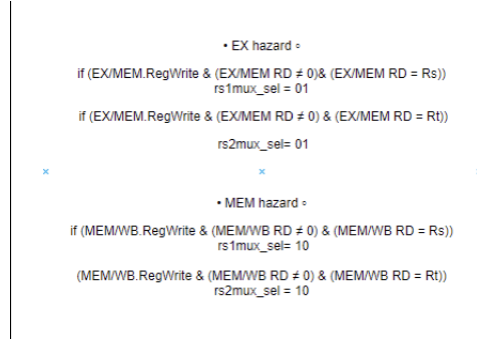 • EX hazard ◦
if (EX/MEM.RegWrite & (EX/MEM RD ≠ 0)& (EX/MEM RD = Rs))
rs1mux_sel = 01
if (EX/MEM.RegWrite & (EX/MEM RD ≠ 0) & (EX/MEM RD = Rt))
rs2mux_sel= 01
• MEM hazard ◦
if (MEM/WB.RegWrite & (MEM/WB RD ≠ 0) & (MEM/WB RD = Rs))
rs1mux_sel= 10
(MEM/WB.RegWrite & (MEM/WB RD ≠ 0) & (MEM/WB RD = Rt))
rs2mux_sel = 10